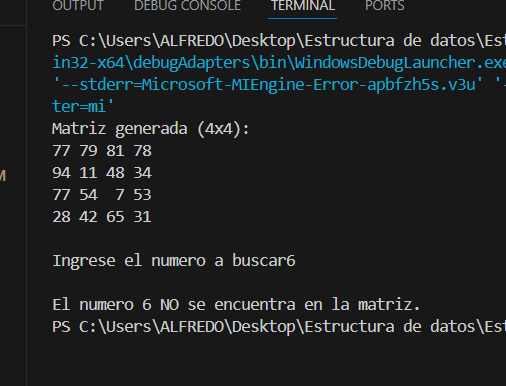 OUTPUT DEBUG CONSOLE TERMINAL PORTS
PS C:\Users\ALFREDO\Desktop\Estructura de datos\Est
in32-x64\debugAdapters\bin\WindowsDebugLauncher.exe
'--stderr=Microsoft-MIEngine-Error-apbfzh5s.v3u' '-
ter=mi'
Matriz generada (4x4):
77 79 81 78
94 11 48 34
M
77 54  7 53
28 42 65 31
Ingrese el numero a buscar6
El numero 6 NO se encuentra en la matriz.
PS C:\Users\ALFREDO\Desktop\Estructura de datos\Est